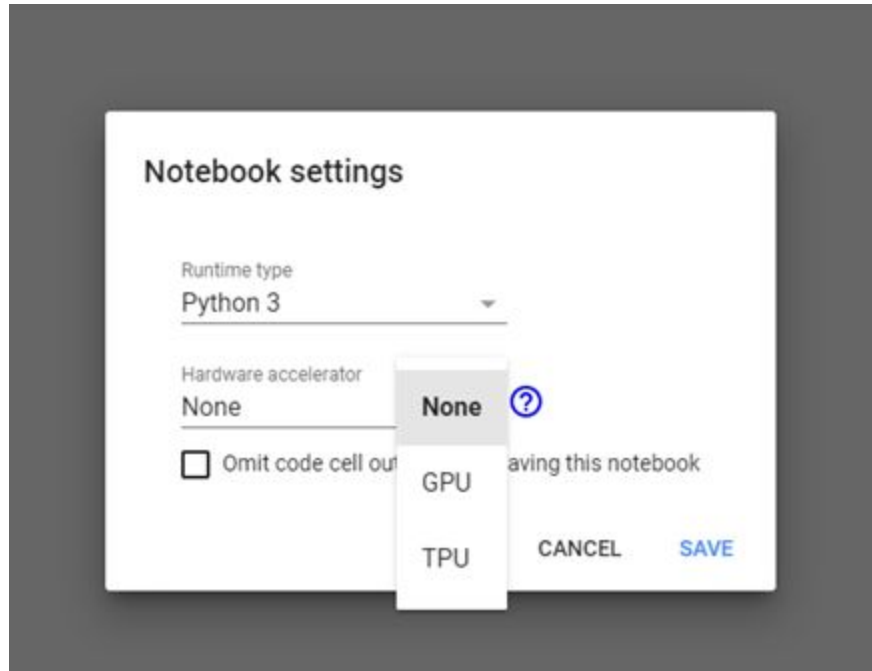 Notebook settings
Runtime type
Python 3
Hardware accelerator
None
None
?
Omit code cell out aving this notebook
GPU
TPU
CANCEL
SAVE